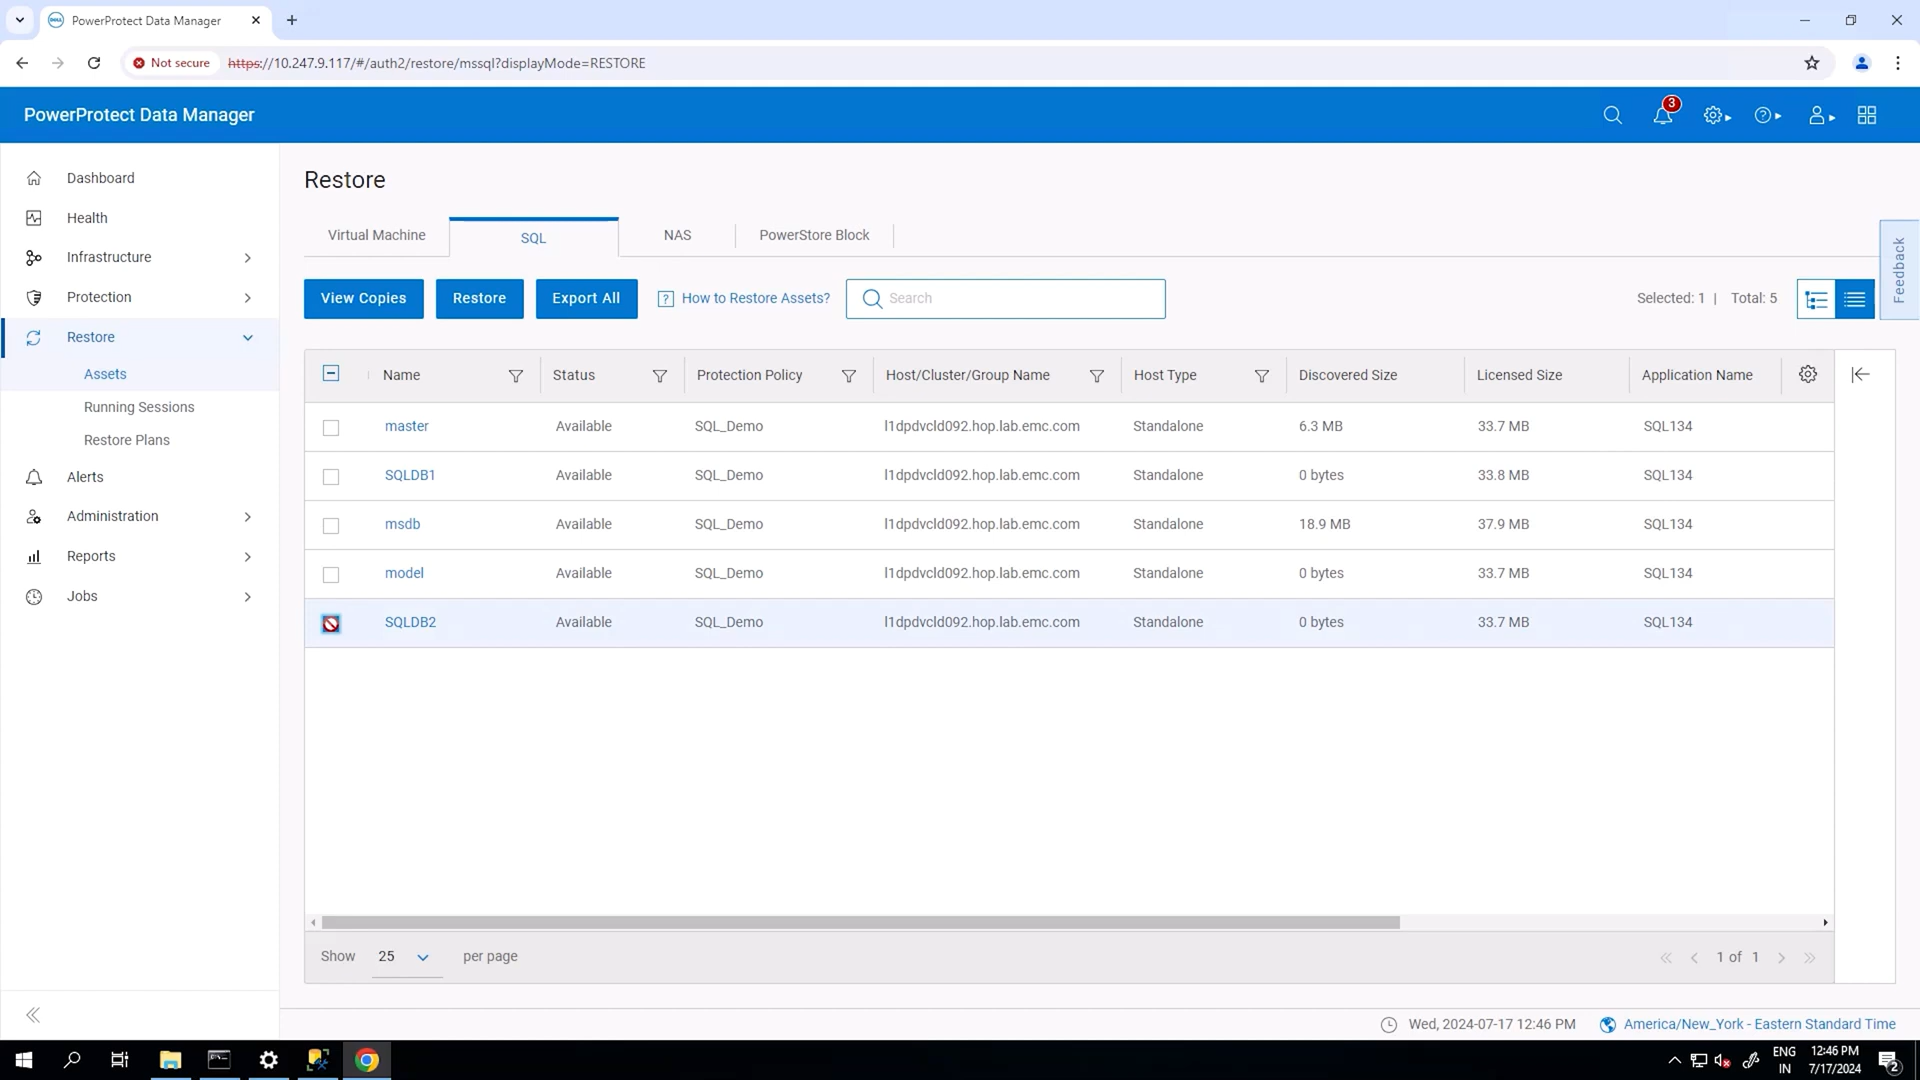 PowerProtect Data Manager
Not secure
https://10.247.9.117/#/auth2/restore/mssql?displayMode=RESTORE
PowerProtect Data Manager
3
Dashboard
Health
Infrastructure
Protection
Restore
Assets
Running Sessions
Restore Plans
Alerts
Administration
Reports
Jobs
Restore
Virtual Machine SQL NAS PowerStore Block
Feedback
View Copies Restore Export All How to Restore Assets? Search Selected: 1 | Total: 5
Name Status Protection Policy Host/Cluster/Group Name Host Type Discovered Size Licensed Size Application Name
master Available SQL_Demo l1dpdvcld092.hop.lab.emc.com Standalone 6.3 MB 33.7 MB SQL134
SQLDB1 Available SQL_Demo l1dpdvcld092.hop.lab.emc.com Standalone 0 bytes 33.8 MB SQL134
msdb Available SQL_Demo l1dpdvcld092.hop.lab.emc.com Standalone 18.9 MB 37.9 MB SQL134
model Available SQL_Demo l1dpdvcld092.hop.lab.emc.com Standalone 0 bytes 33.7 MB SQL134
SQLDB2 Available SQL_Demo l1dpdvcld092.hop.lab.emc.com Standalone 0 bytes 33.7 MB SQL134
Show 25 per page 1 of 1
Wed, 2024-07-17 12:46 PM America/New_York - Eastern Standard Time
ENG 12:46 PM
IN 7/17/2024 2